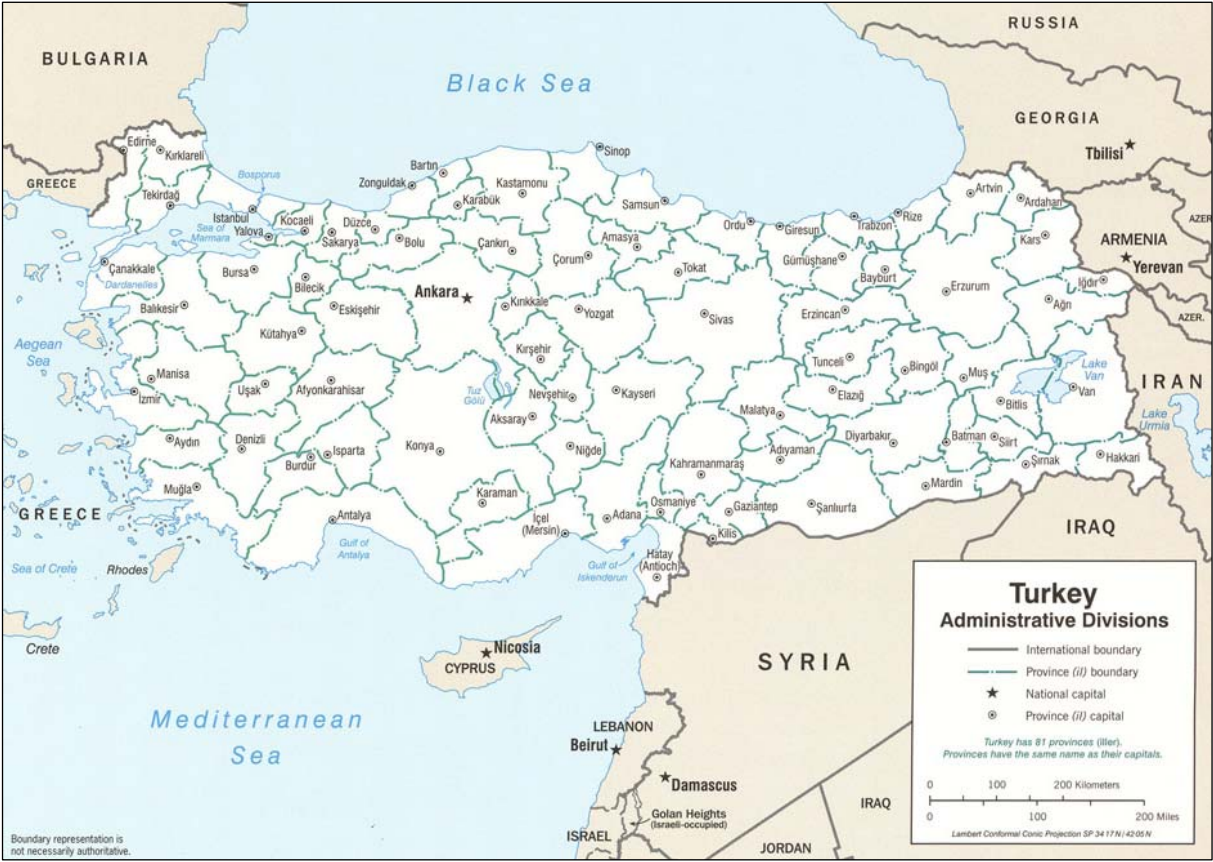 RUSSIA
BULGARIA
Black Sea
GEORGIA
Tbilisi
Edirne
Kırklareli
Sinop
Bartın
GREECE
Bosporus
Zonguldak
Kastamonu
Artvin
Tekirdağ
Karabük
Samsun
Ardahan
Istanbul
Kocaeli
Düzce
Ordu
Giresun
Trabzon
Rize
AZER
Yalova
Sea of
Marmara
Sakarya
Bolu
Çankırı
Amasya
Kars
ARMENIA
Çorum
Gümüşhane
Yerevan
Çanakkale
Bursa
Tokat
Bayburt
Dardanelles
Bilecik
Ankara
Erzurum
Iğdır
Balıkesir
Eskişehir
Kırıkkale
Yozgat
Sivas
Erzincan
Ağrı
AZER.
Kütahya
Aegean
Sea
Kırşehir
Tunceli
Bingöl
Muş
Lake
Van
Manisa
Uşak
Afyonkarahisar
Tuz
Gölü
Nevşehir
Kayseri
Elazığ
Van
IRAN
İzmir
Aksaray
Malatya
Bitlis
Lake
Urmia
Aydın
Denizli
Konya
Niğde
Diyarbakır
Batman
Siirt
Burdur
Isparta
Adıyaman
Şırnak
Hakkari
Kahramanmaraş
Muğla
Karaman
Mardin
GREECE
Antalya
İçel
(Mersin)
Adana
Osmaniye
Gaziantep
Şanlıurfa
IRAQ
Kilis
Gulf of
Antalya
Hatay
(Antioch)
Sea of Crete
Rhodes
Gulf of
Iskenderun
Crete
Nicosia
CYPRUS
SYRIA
Mediterranean
Sea
LEBANON
Beirut
Damascus
Golan Heights
(Israeli-occupied)
IRAQ
ISRAEL
JORDAN
Turkey
Administrative Divisions
International boundary
Province (il) boundary
National capital
Province (il) capital
Turkey has 81 provinces (iller).
Provinces have the same name as their capitals.
0 100 200 Kilometers
0 100 200 Miles
Lambert Conformal Conic Projection SP 34 17 N / 42 05 N
Boundary representation is
not necessarily authoritative.